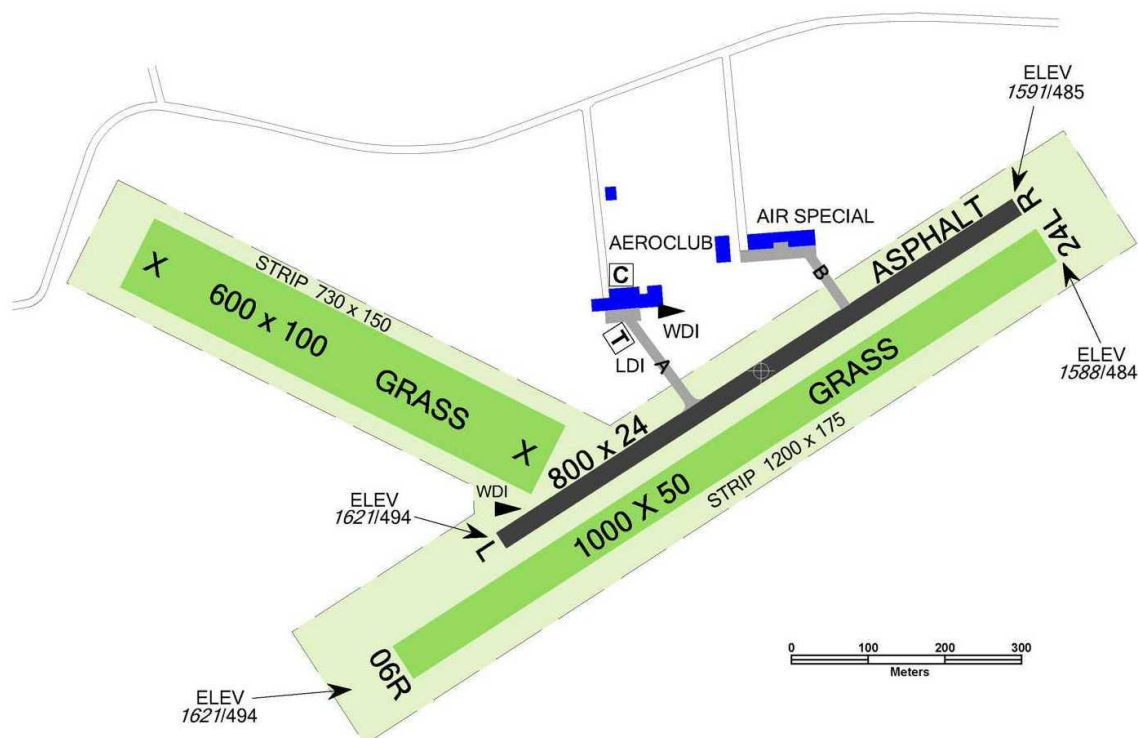 ELEV
1591/485
R
24L
ASPHALT
AIR SPECIAL
AEROCLUB
B
C
WDI
T
LDI
A
STRIP 730 x 150
X
600 x 100
GRASS
X
ELEV
1588/484
GRASS
800 x 24
STRIP 1200 x 175
1000 X 50
WDI
ELEV
1621/494
L
06R
ELEV
1621/494
0 100 200 300
Meters